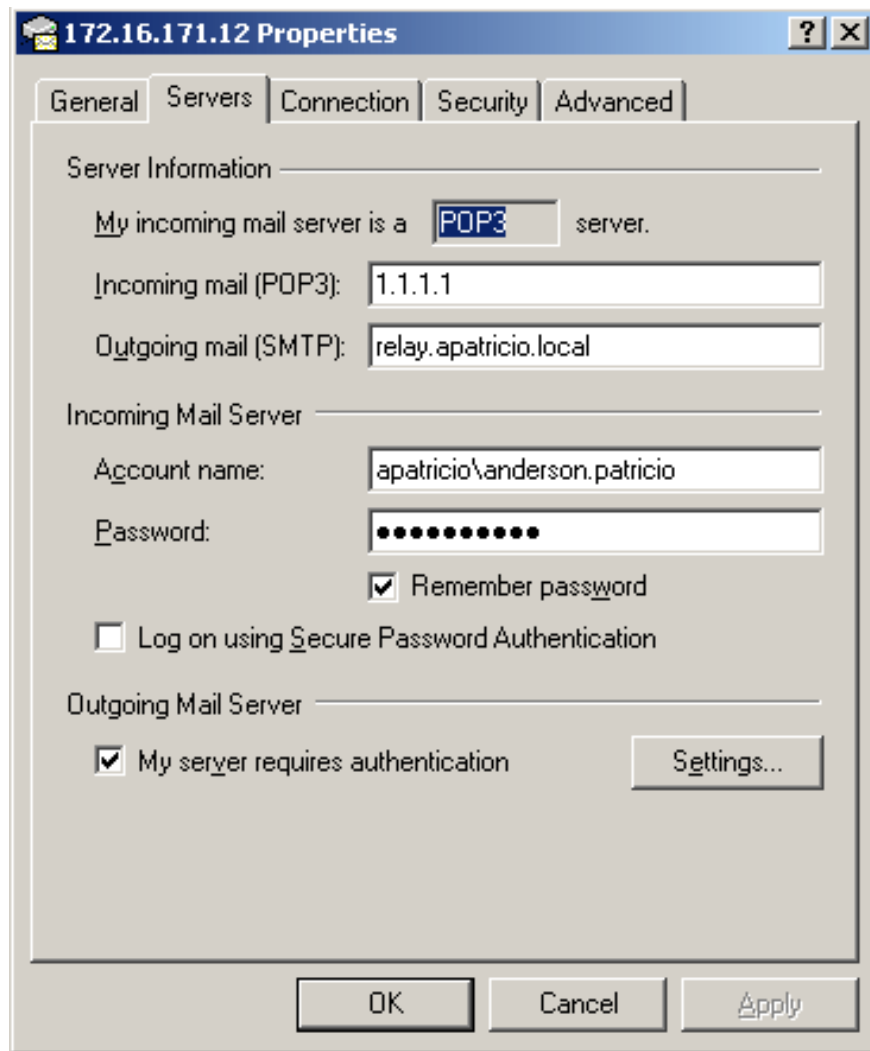 172.16.171.12 Properties
General Servers Connection Security Advanced
Server Information
My incoming mail server is a POP3 server.
Incoming mail (POP3): 1.1.1.1
Outgoing mail (SMTP): relay.apatricio.local
Incoming Mail Server
Account name: apatricio\anderson.patricio
Password: ●●●●●●●●●●
Remember password
Log on using Secure Password Authentication
Outgoing Mail Server
My server requires authentication Settings...
OK Cancel Apply